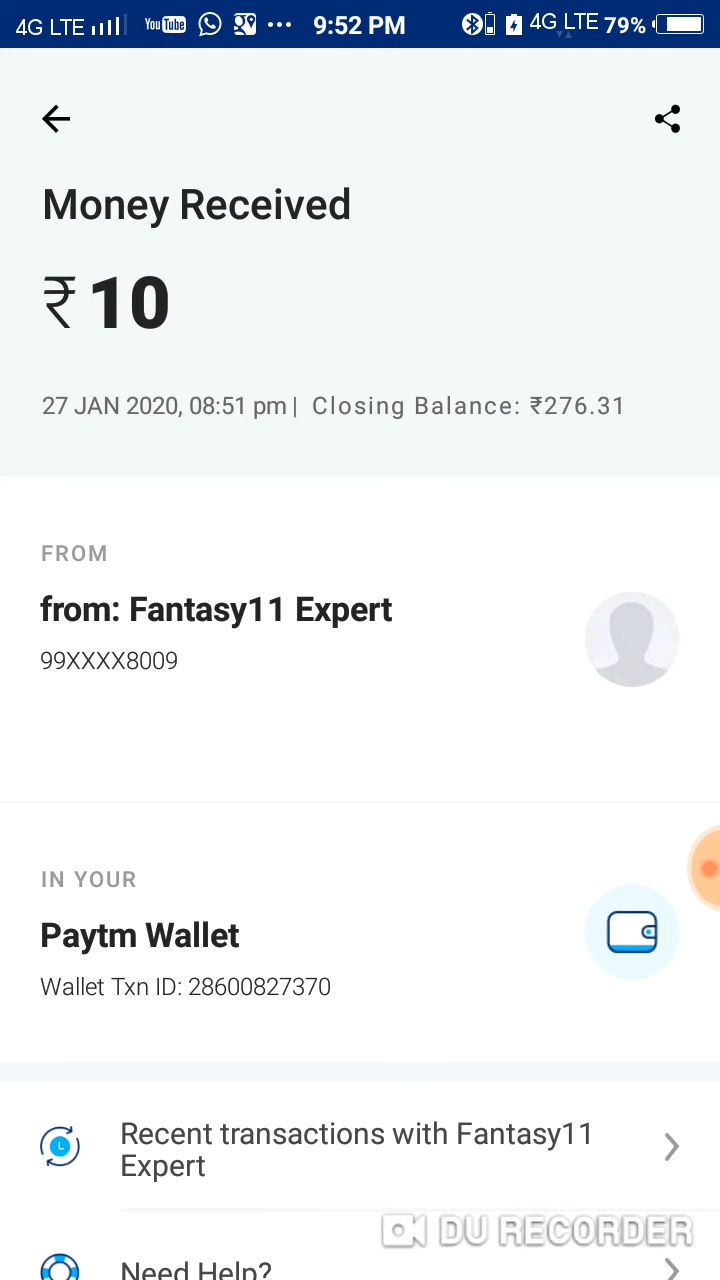 4G LTE YouTube 9:52 PM 4G LTE 79%
Money Received
₹10
27 JAN 2020, 08:51 pm | Closing Balance: ₹276.31
FROM
from: Fantasy11 Expert
99XXXX8009
IN YOUR
Paytm Wallet
Wallet Txn ID: 28600827370
Recent transactions with Fantasy11
Expert
DU RECORDER
Need Help?